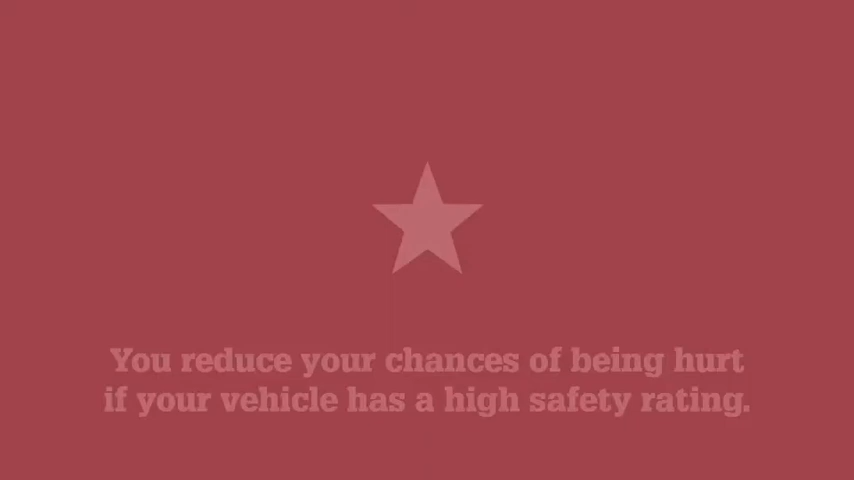 You reduce your chances of being hurt
if your vehicle has a high safety rating.